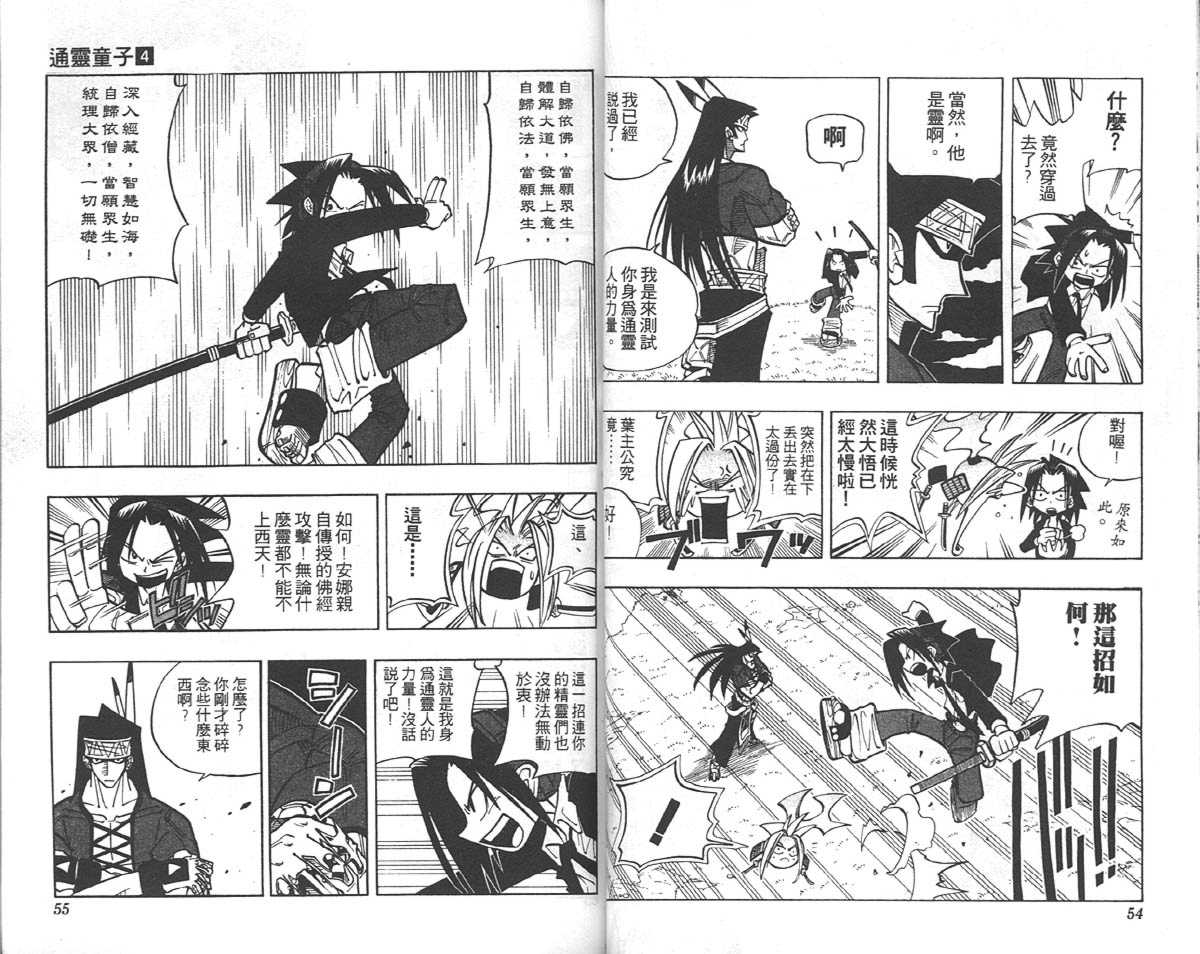 什麼?
竟然穿過
去了?
當然,他
是靈啊。
啊
我已經
說過了,
我是來測試
你身為通靈
人的力量。
對喔!
原來如
此。
這時候恍
然大悟已
經太慢啦!
突然把在下
丟出去實在
太過份了!
葉主公究
竟……
好!
ブワッ
那這招如
何!
!
54
通靈童子4
自歸依佛,當願眾生,
體解大道,發無上意,
自歸依法,當願眾生,
深入經藏,智慧如海,
自歸依僧,當願眾生,
統理大眾,一切無礙!
這、
這是……
如何!安娜親
自傳授的佛經
攻擊!無論什
麼靈都不能不
上西天!
ビシィッ
這一招連你
的精靈們也
沒辦法無動
於衷!
這就是我身
為通靈人的
力量!沒話
說了吧!
怎麼了?
你剛才碎碎
念些什麼東
西啊?
55